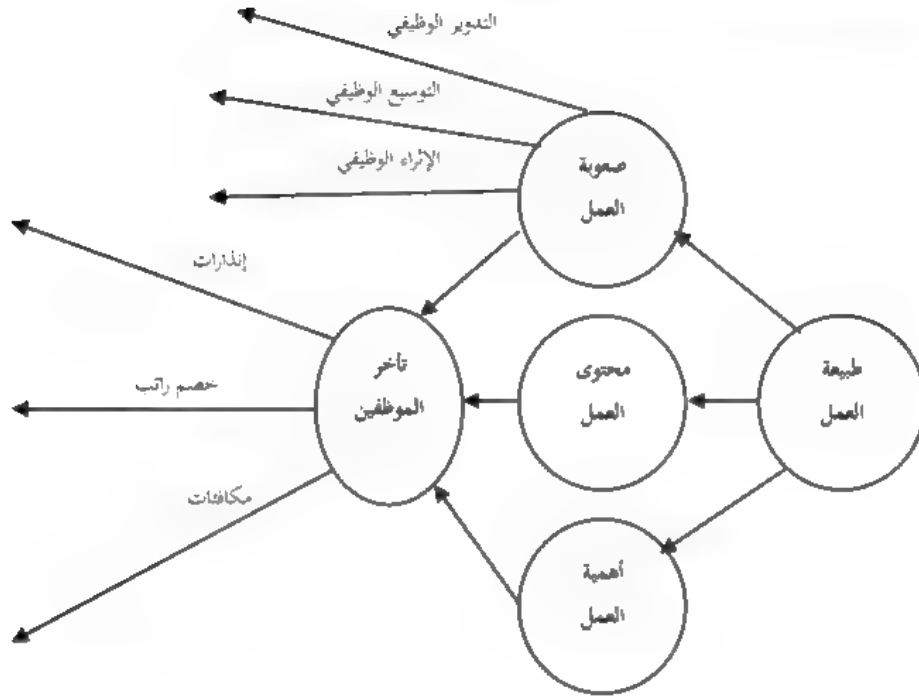 التدوير الوظيفي
التوسيع الوظيفي
الإثراء الوظيفي
صعوبة
العمل
إنذارات
تأخر
الموظفين
محتوى
العمل
طبيعة
العمل
خصم راتب
مكافئات
أهمية
العمل